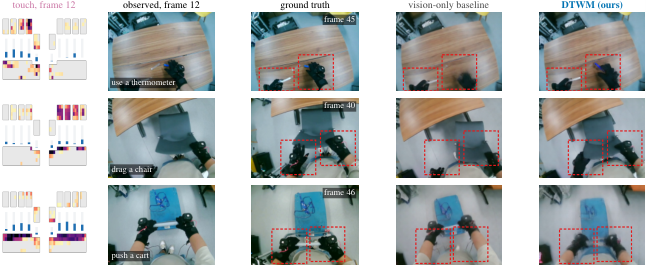 touch, frame 12
observed, frame 12
ground truth
vision-only baseline
DTWM (ours)
use a thermometer
frame 45
drag a chair
frame 40
push a cart
frame 46